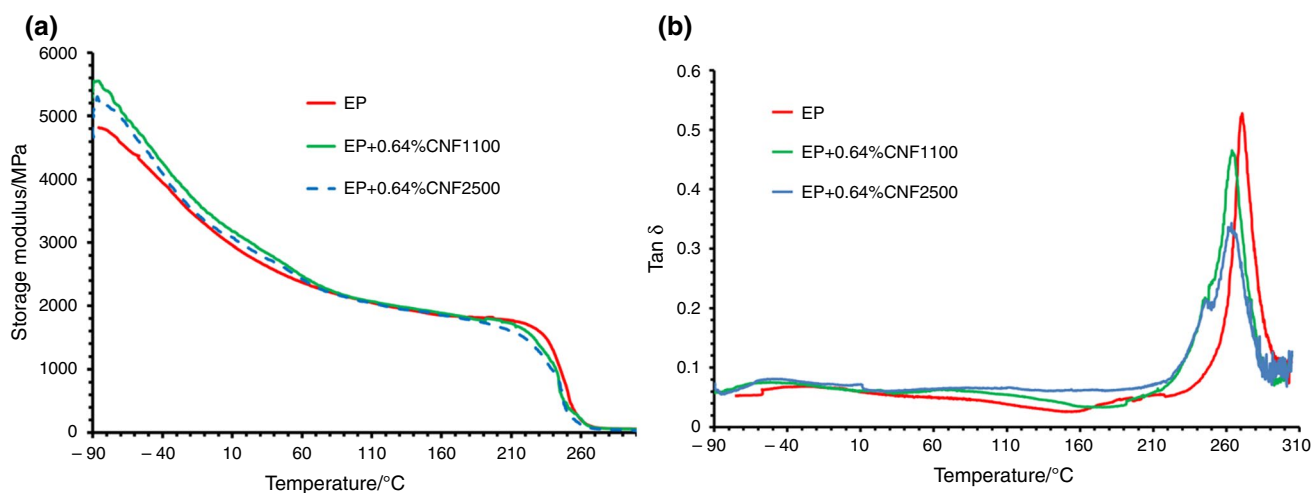 (a)
6000
5000
4000
3000
2000
1000
0
Storage modulus/MPa
EP
EP+0.64%CNF1100
EP+0.64%CNF2500
– 90 – 40 10 60 110 160 210 260
Temperature/°C
(b)
0.6
0.5
0.4
0.3
0.2
0.1
0
Tan δ
EP
EP+0.64%CNF1100
EP+0.64%CNF2500
– 90 – 40 10 60 110 160 210 260 310
Temperature/°C